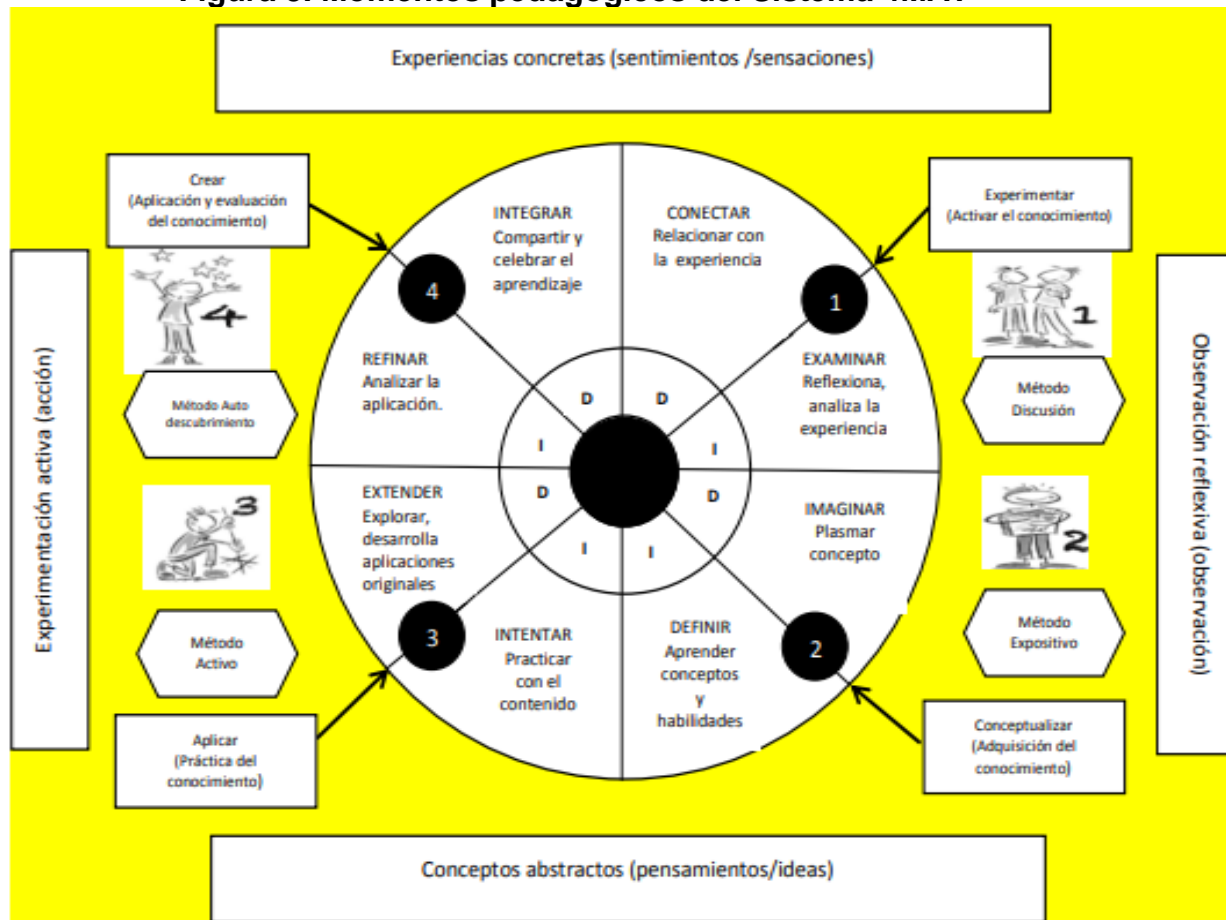 Experiencias concretas (sentimientos /sensaciones)
Crear
(Aplicación y evaluación
del conocimiento)
Experimentar
(Activar el conocimiento)
INTEGRAR
Compartir y
celebrar el
aprendizaje
CONECTAR
Relacionar con
la experiencia
4
1
4
1
REFINAR
Analizar la
aplicación.
EXAMINAR
Reflexiona,
analiza la
experiencia
Método Auto
descubrimiento
Método
Discusión
D
D
I
I
D
D
I
I
Experimentación activa (acción)
Observación reflexiva (observación)
EXTENDER
Explorar,
desarrolla
aplicaciones
originales
IMAGINAR
Plasmar
concepto
3
2
INTENTAR
Practicar
con el
contenido
DEFINIR
Aprender
conceptos
y
habilidades
3
2
Método
Activo
Método
Expositivo
Aplicar
(Práctica del
conocimiento)
Conceptualizar
(Adquisición del
conocimiento)
Conceptos abstractos (pensamientos/ideas)